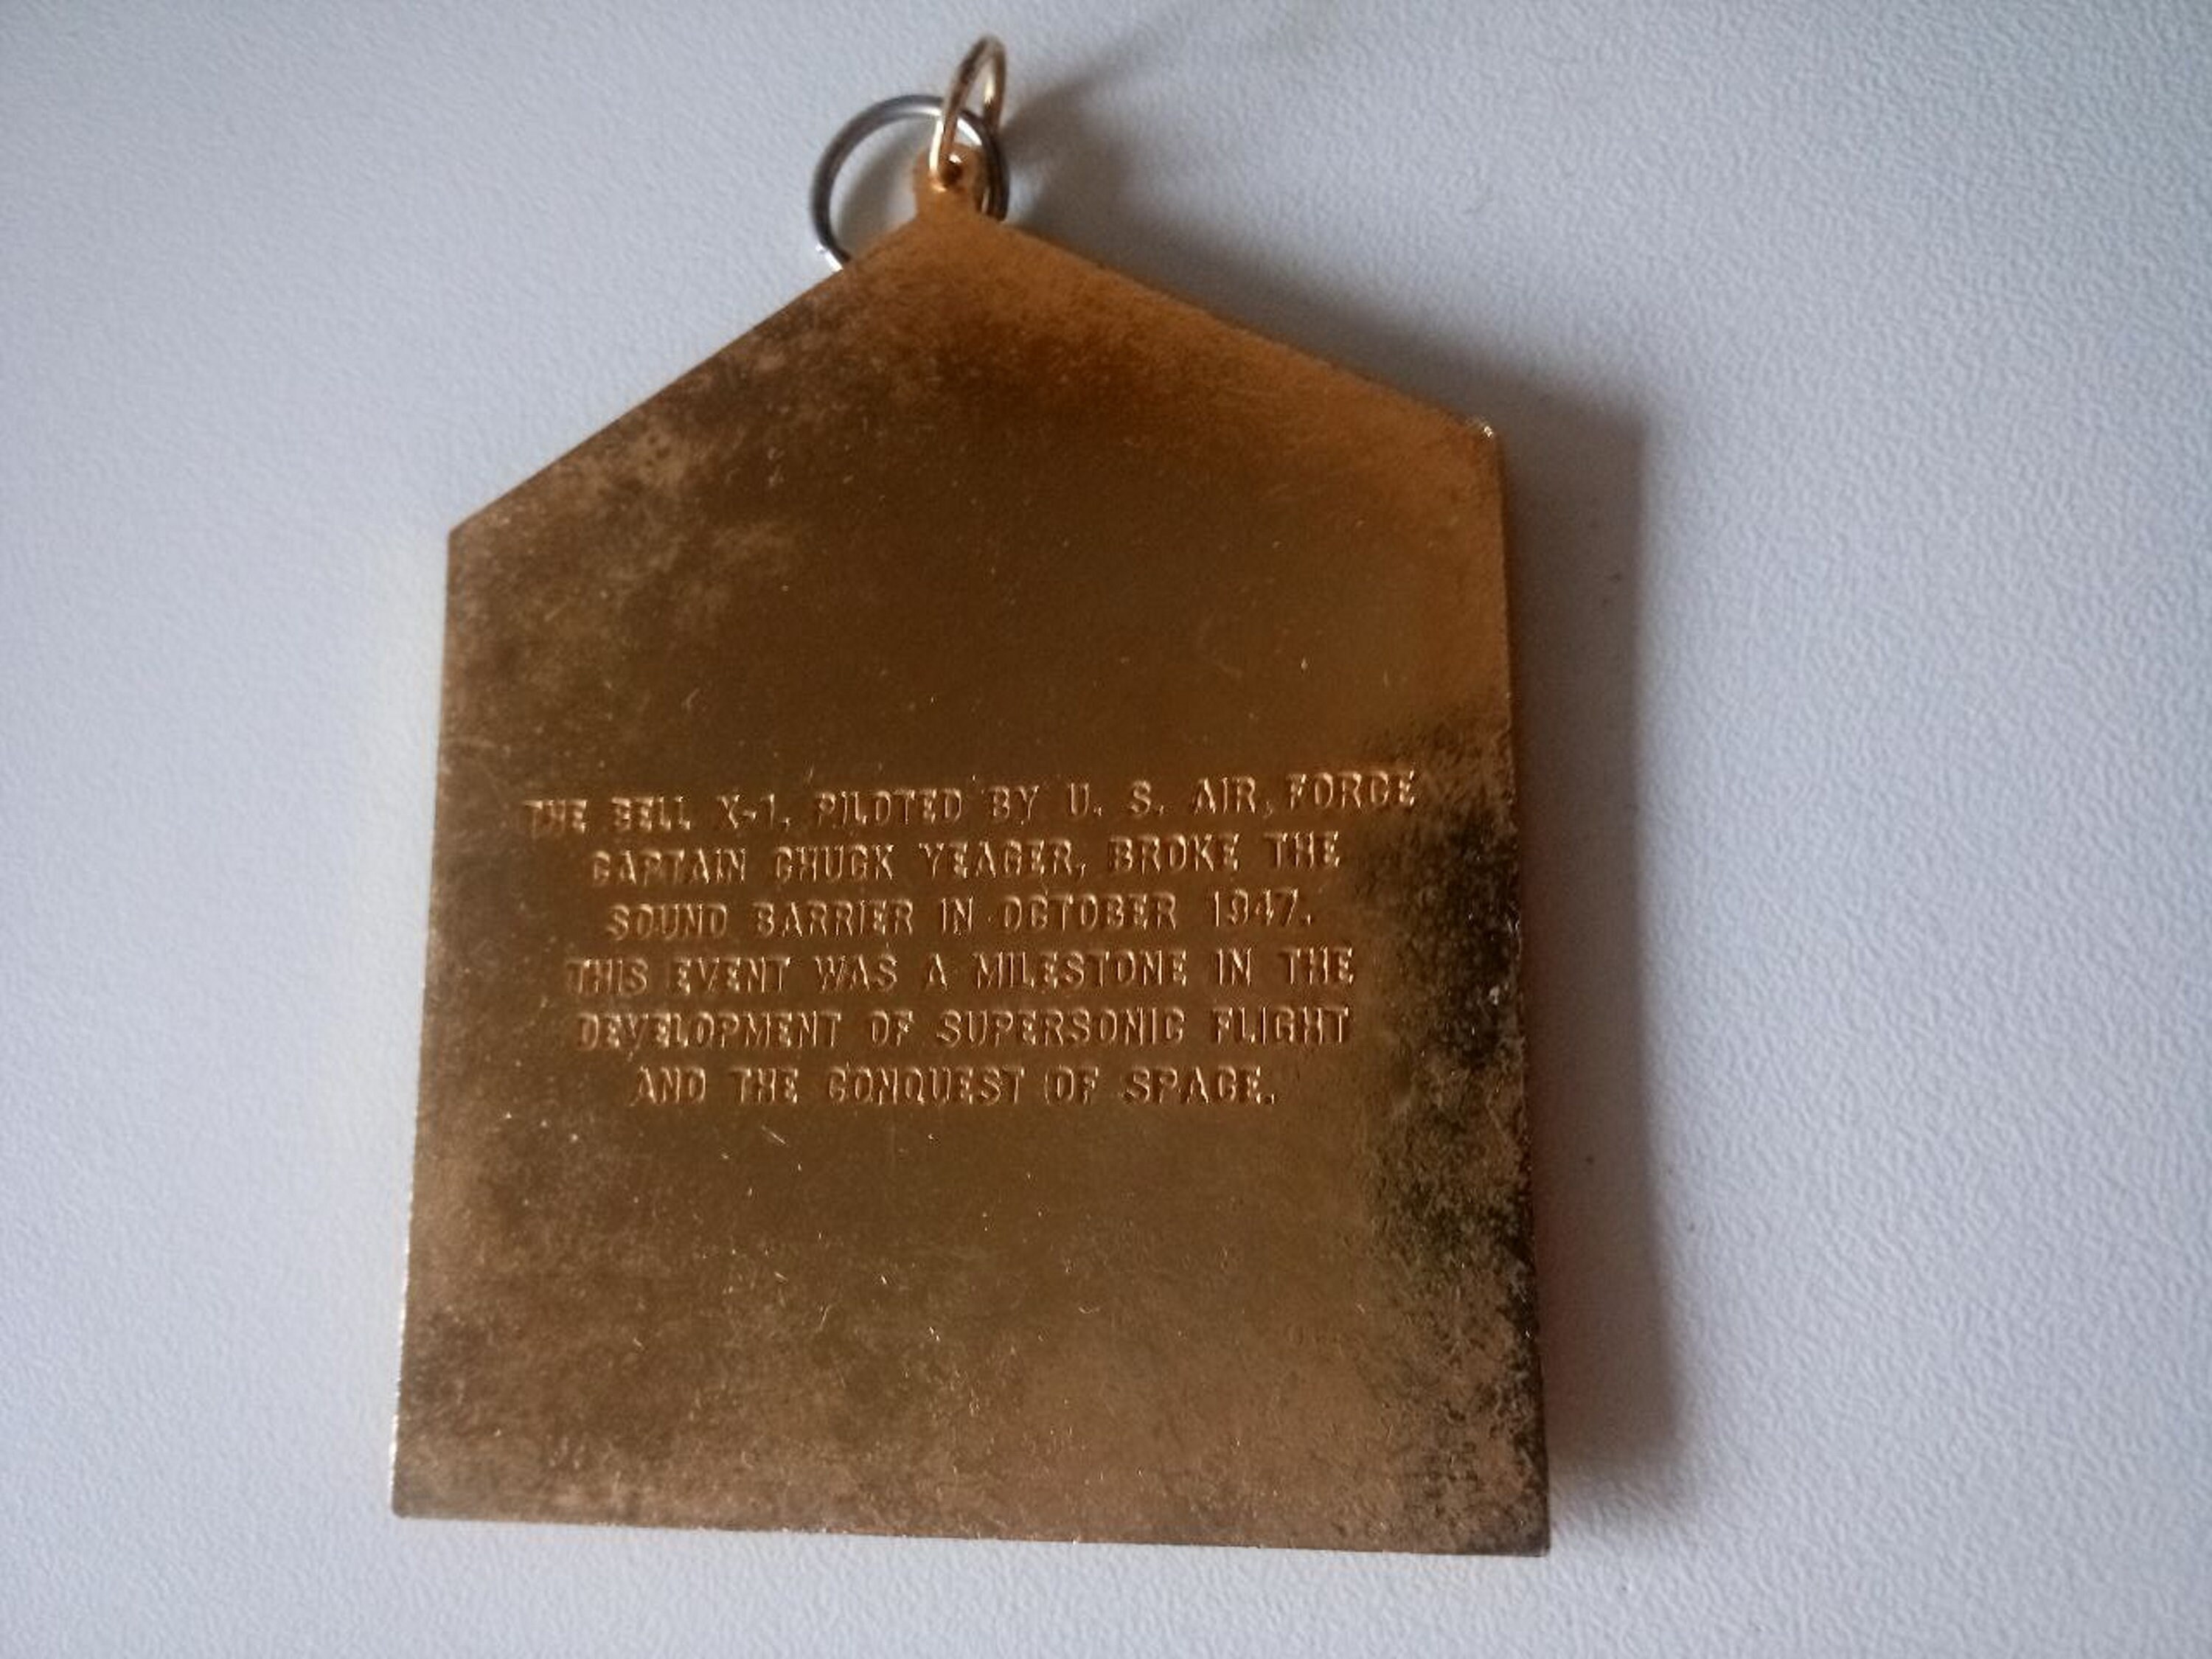 THE BELL X-1, PILOTED BY U. S. AIR FORCE
CAPTAIN CHUCK YEAGER, BROKE THE
SOUND BARRIER IN OCTOBER 1947.
THIS EVENT WAS A MILESTONE IN THE
DEVELOPMENT OF SUPERSONIC FLIGHT
AND THE CONQUEST OF SPACE.